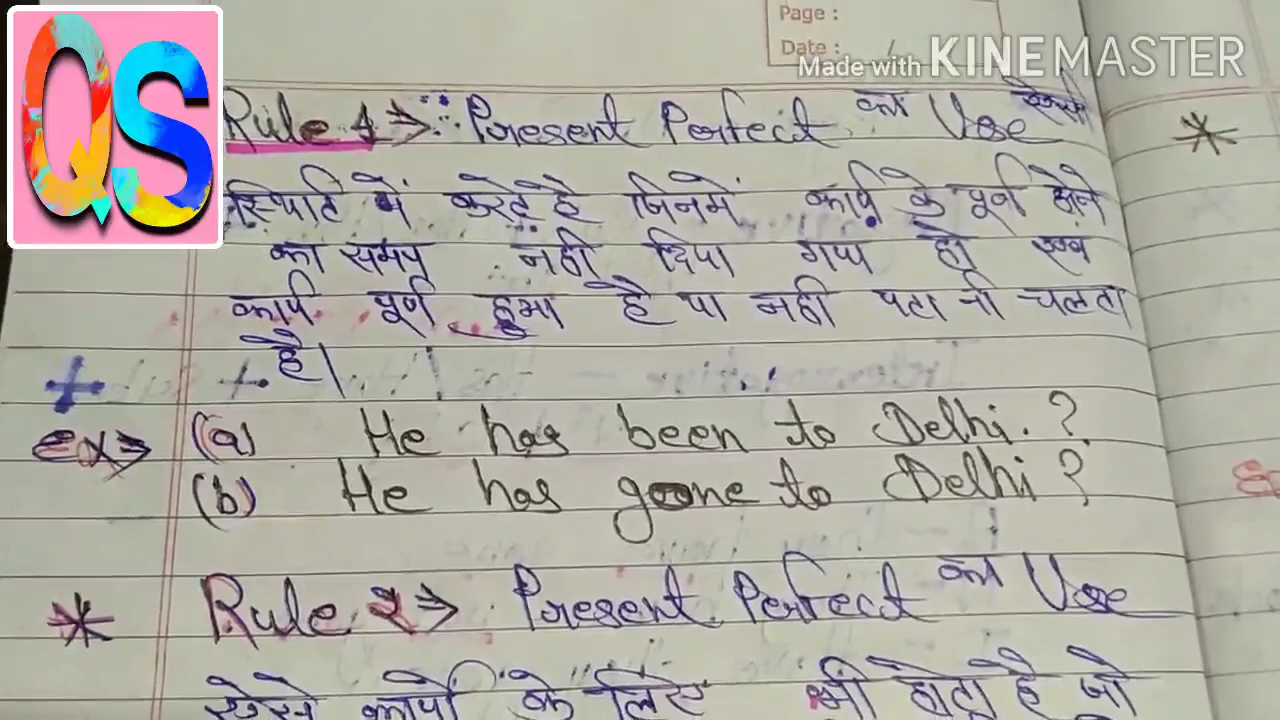 QS
Page :
Date :
Made with KINEMASTER
Rule 1 ⇒ Present Perfect का Use ऐसी
स्थिति में करते है जिनमें कार्य के पूर्ण होने
का समय नही दिया गया हो एवं
कार्य पूर्ण हुआ है या नही पता नी चलता
है।
ex⇒ (a) He has been to Delhi. ?
(b) He has gone to Delhi ?
* Rule 2 ⇒ Present Perfect का Use
ऐसे कार्यो के लिए भी होता है जो